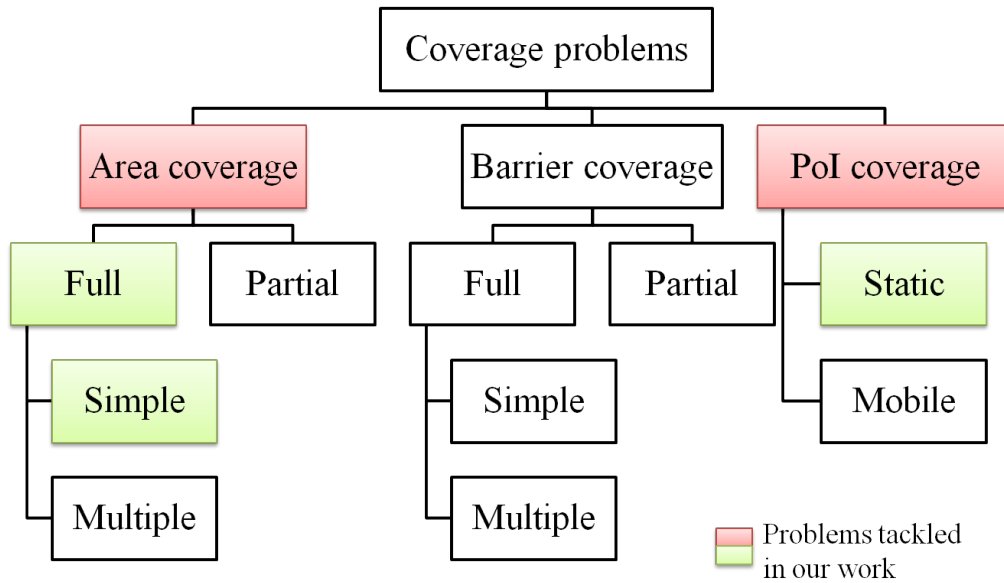 Coverage problems
Area coverage
Barrier coverage
PoI coverage
Full
Partial
Full
Partial
Static
Simple
Simple
Mobile
Multiple
Multiple
Problems tackled
in our work